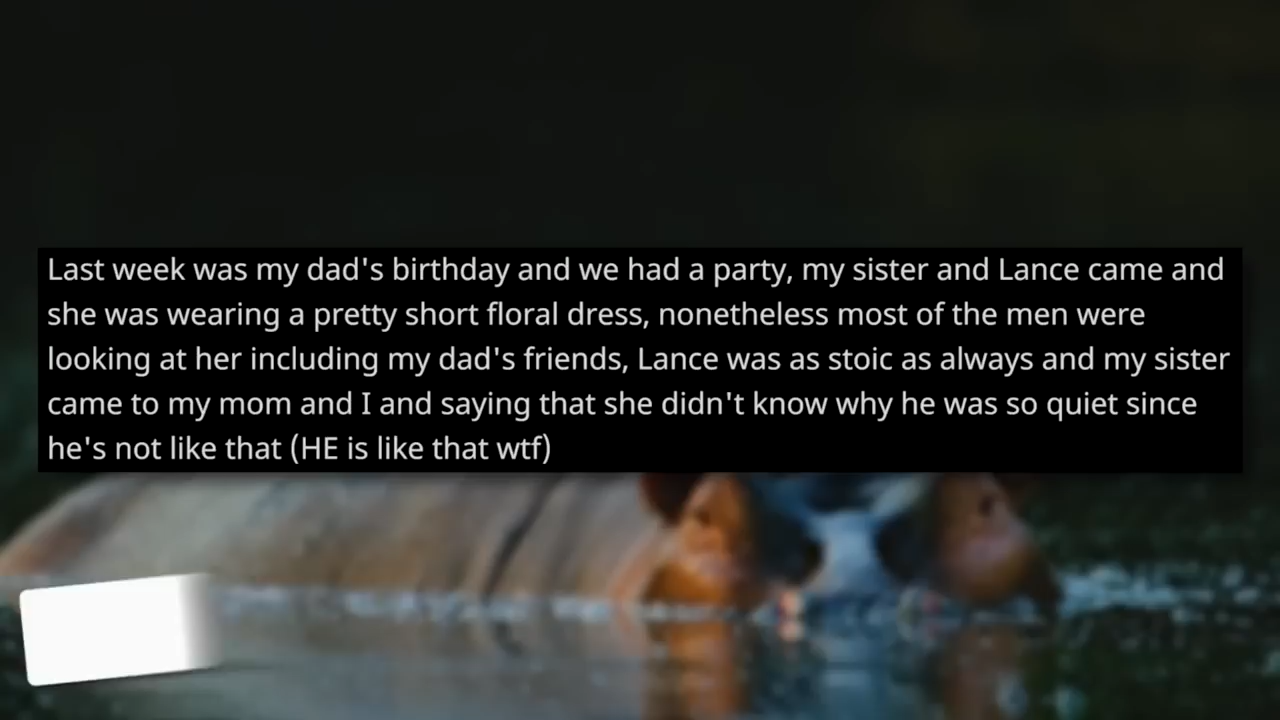 Last week was my dad's birthday and we had a party, my sister and Lance came and
she was wearing a pretty short floral dress, nonetheless most of the men were
looking at her including my dad's friends, Lance was as stoic as always and my sister
came to my mom and I and saying that she didn't know why he was so quiet since
he's not like that (HE is like that wtf)